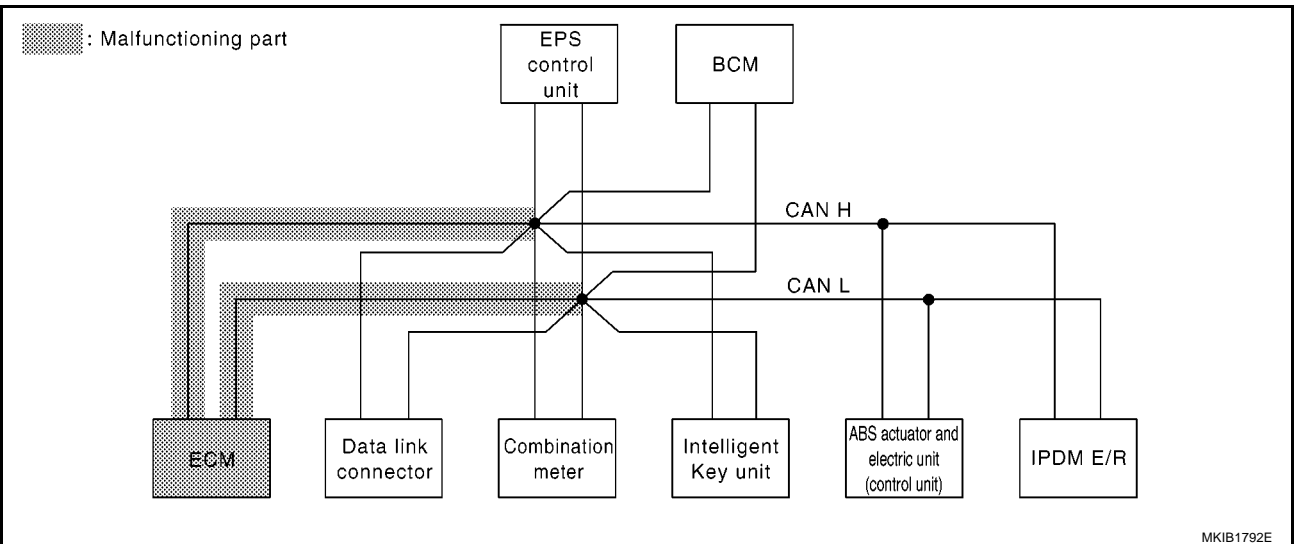 : Malfunctioning part
EPS
control
unit
BCM
CAN H
CAN L
ECM
Data link
connector
Combination
meter
Intelligent
Key unit
ABS actuator and
electric unit
(control unit)
IPDM E/R
MKIB1792E